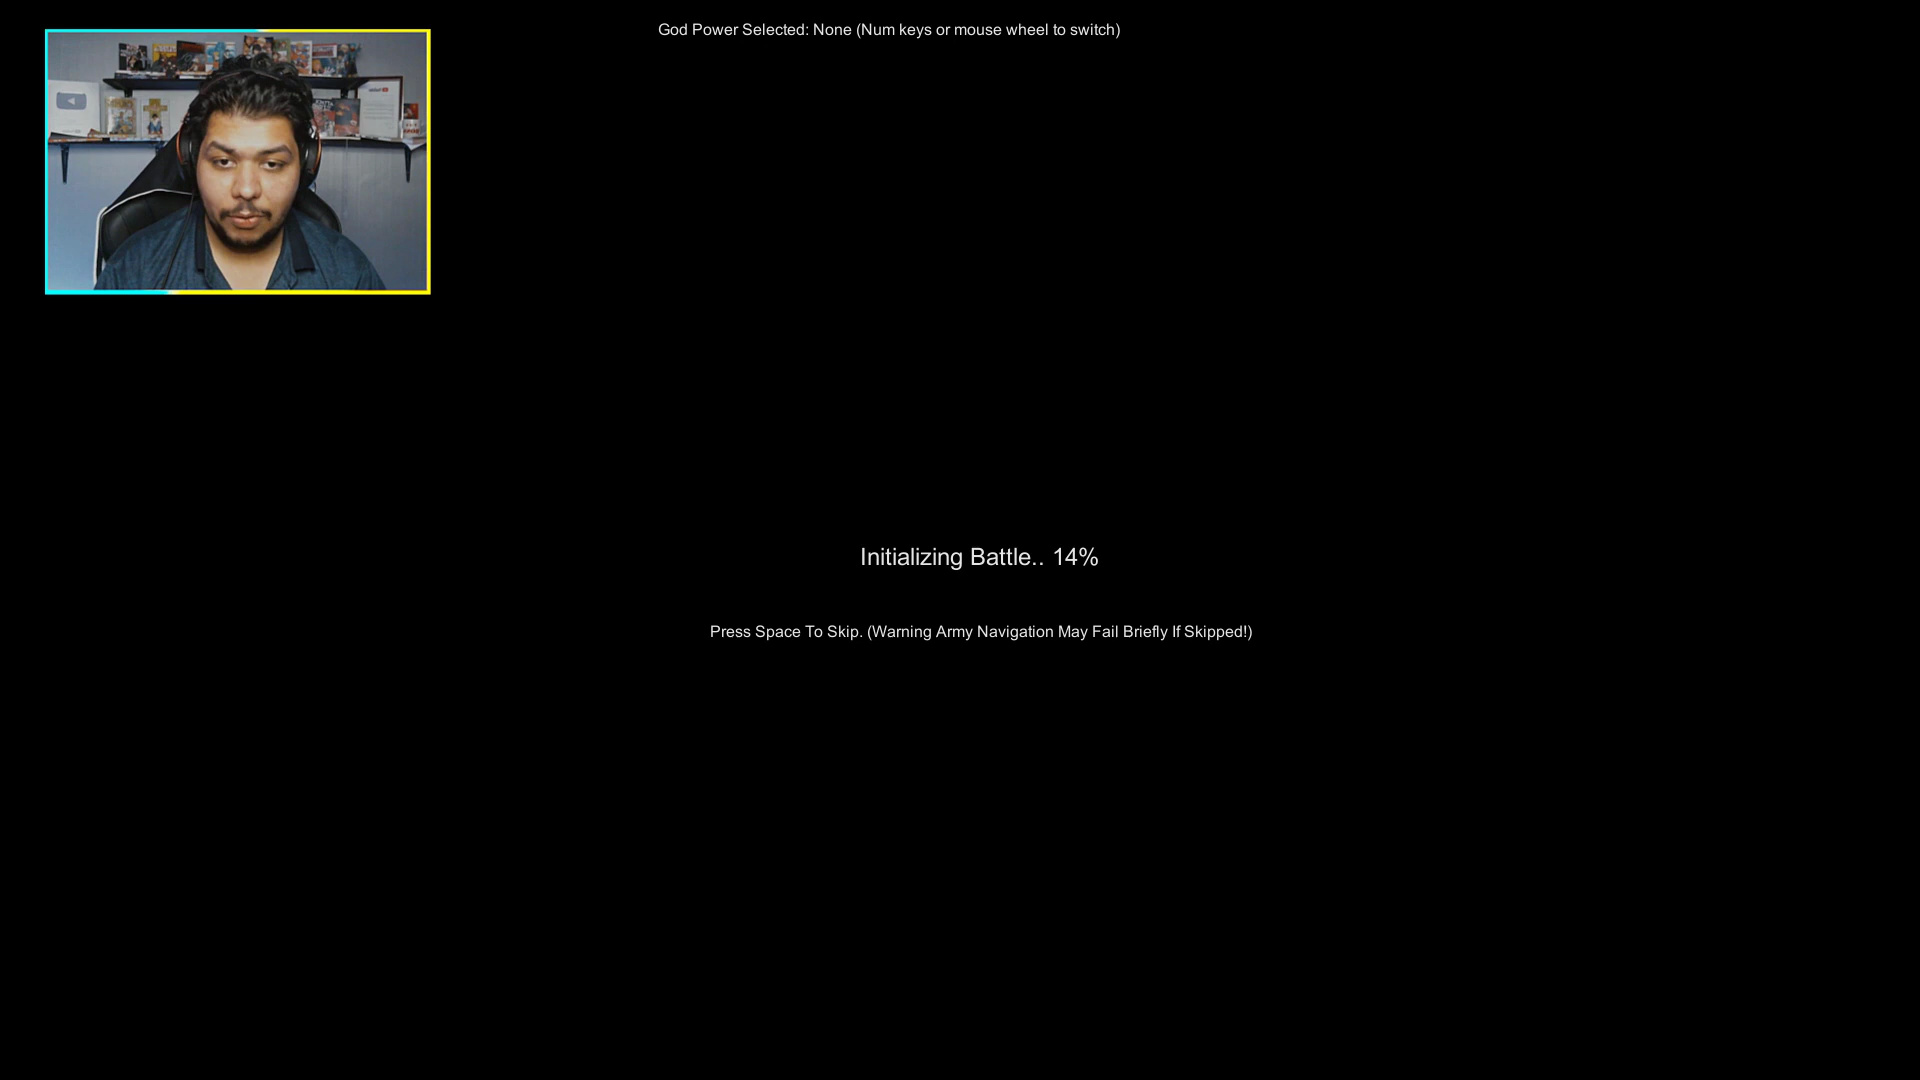 God Power Selected: None (Num keys or mouse wheel to switch)
Initializing Battle.. 14%
Press Space To Skip. (Warning Army Navigation May Fail Briefly If Skipped!)